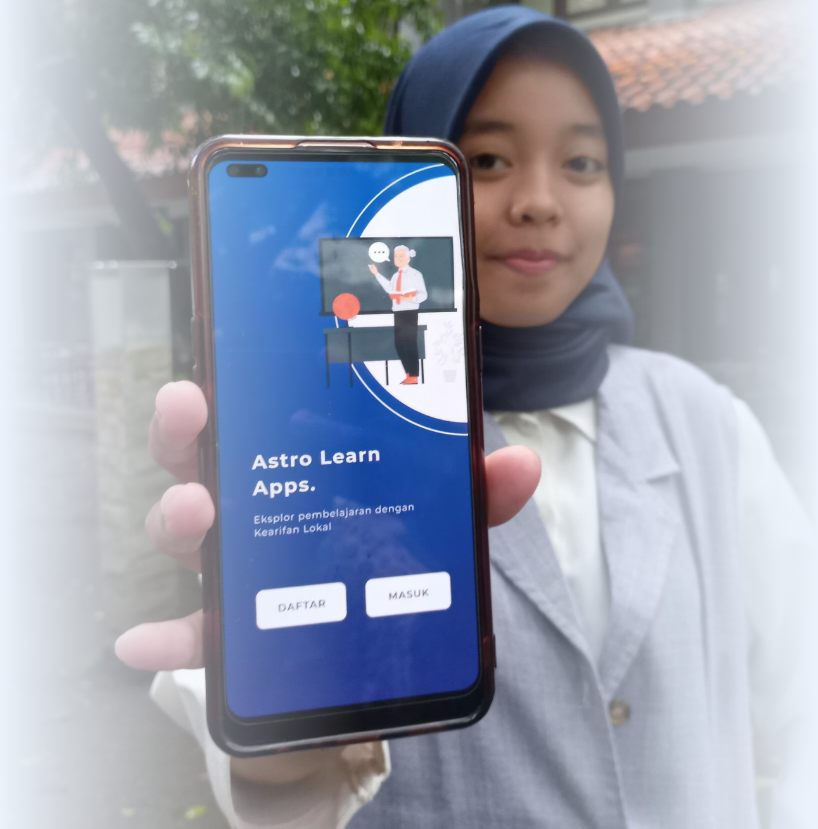 Astro Learn
Apps.
Eksplor pembelajaran dengan
Kearifan Lokal
DAFTAR
MASUK